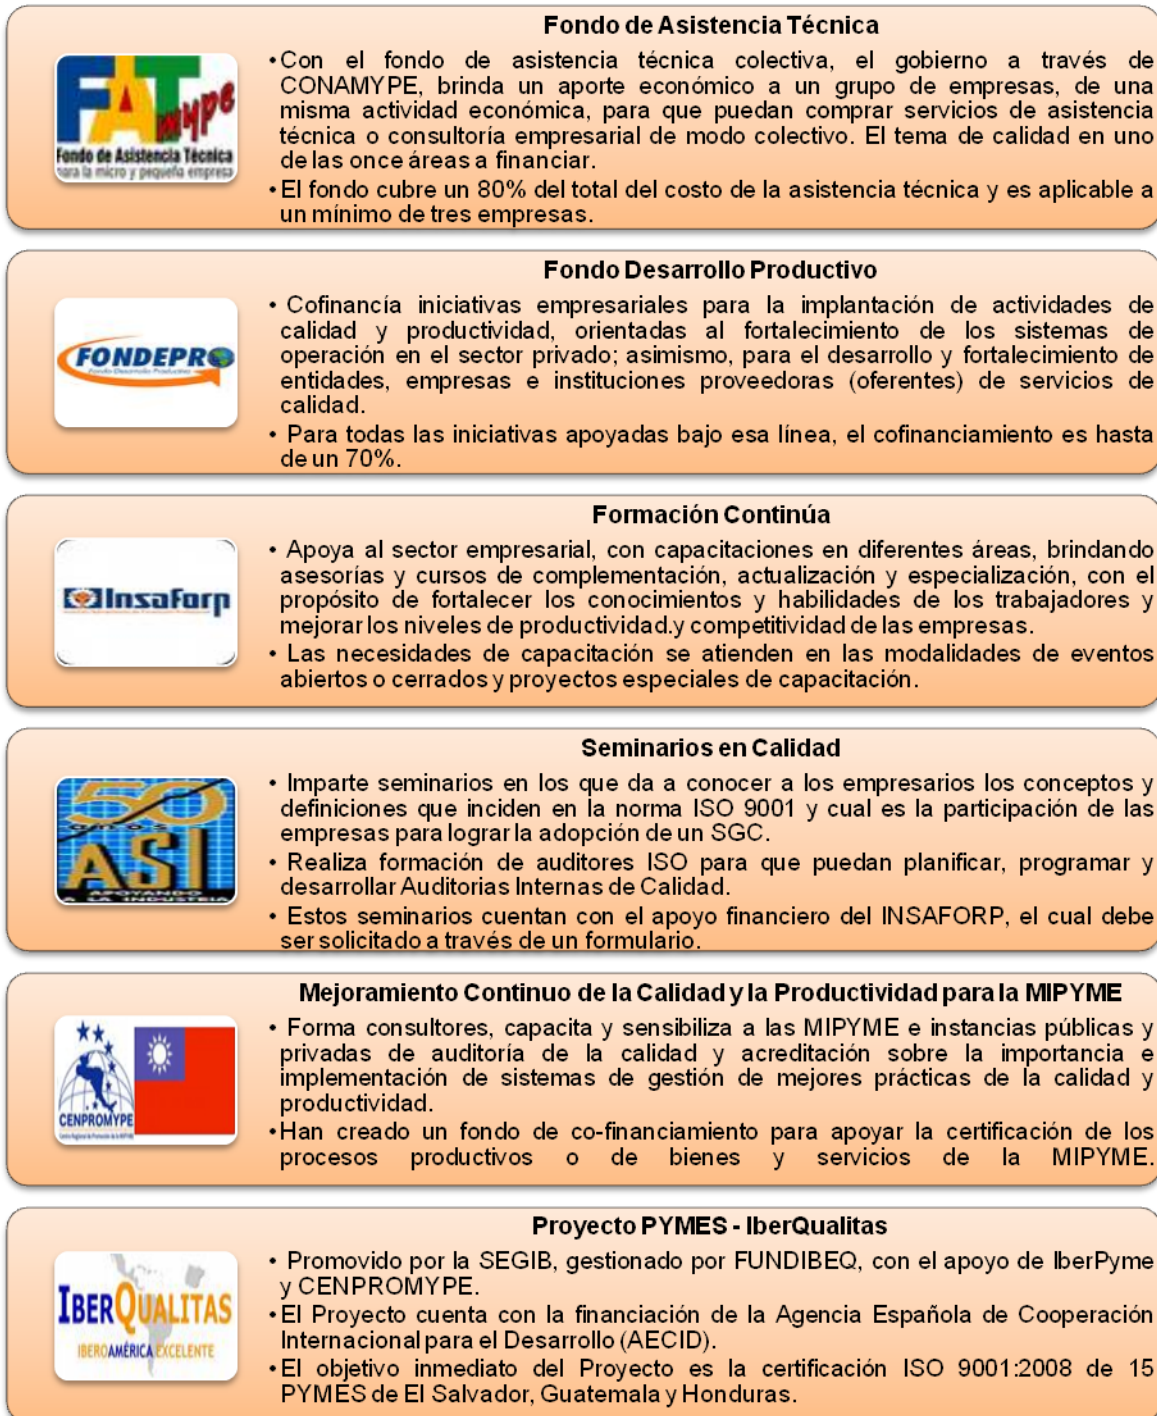 Fondo de Asistencia Técnica
FAT mype
Fondo de Asistencia Técnica
para la micro y pequeña empresa
•Con el fondo de asistencia técnica colectiva, el gobierno a través de
CONAMYPE, brinda un aporte económico a un grupo de empresas, de una
misma actividad económica, para que puedan comprar servicios de asistencia
técnica o consultoría empresarial de modo colectivo. El tema de calidad en uno
de las once áreas a financiar.
•El fondo cubre un 80% del total del costo de la asistencia técnica y es aplicable a
un mínimo de tres empresas.
Fondo Desarrollo Productivo
FONDEPRO
Fondo Desarrollo Productivo
• Cofinancía iniciativas empresariales para la implantación de actividades de
calidad y productividad, orientadas al fortalecimiento de los sistemas de
operación en el sector privado; asimismo, para el desarrollo y fortalecimiento de
entidades, empresas e instituciones proveedoras (oferentes) de servicios de
calidad.
• Para todas las iniciativas apoyadas bajo esa línea, el cofinanciamiento es hasta
de un 70%.
Formación Continúa
Insaforp
• Apoya al sector empresarial, con capacitaciones en diferentes áreas, brindando
asesorías y cursos de complementación, actualización y especialización, con el
propósito de fortalecer los conocimientos y habilidades de los trabajadores y
mejorar los niveles de productividad.y competitividad de las empresas.
• Las necesidades de capacitación se atienden en las modalidades de eventos
abiertos o cerrados y proyectos especiales de capacitación.
Seminarios en Calidad
50
años
ASI
APOYANDO
A LA INDUSTRIA
• Imparte seminarios en los que da a conocer a los empresarios los conceptos y
definiciones que inciden en la norma ISO 9001 y cual es la participación de las
empresas para lograr la adopción de un SGC.
• Realiza formación de auditores ISO para que puedan planificar, programar y
desarrollar Auditorias Internas de Calidad.
• Estos seminarios cuentan con el apoyo financiero del INSAFORP, el cual debe
ser solicitado a través de un formulario.
Mejoramiento Continuo de la Calidad y la Productividad para la MIPYME
CENPROMYPE
Centro Regional de Promoción de la MIPYME
• Forma consultores, capacita y sensibiliza a las MIPYME e instancias públicas y
privadas de auditoría de la calidad y acreditación sobre la importancia e
implementación de sistemas de gestión de mejores prácticas de la calidad y
productividad.
•Han creado un fondo de co-financiamiento para apoyar la certificación de los
procesos productivos o de bienes y servicios de la MIPYME.
Proyecto PYMES - IberQualitas
IBERQUALITAS
IBEROAMÉRICA EXCELENTE
• Promovido por la SEGIB, gestionado por FUNDIBEQ, con el apoyo de IberPyme
y CENPROMYPE.
•El Proyecto cuenta con la financiación de la Agencia Española de Cooperación
Internacional para el Desarrollo (AECID).
•El objetivo inmediato del Proyecto es la certificación ISO 9001:2008 de 15
PYMES de El Salvador, Guatemala y Honduras.